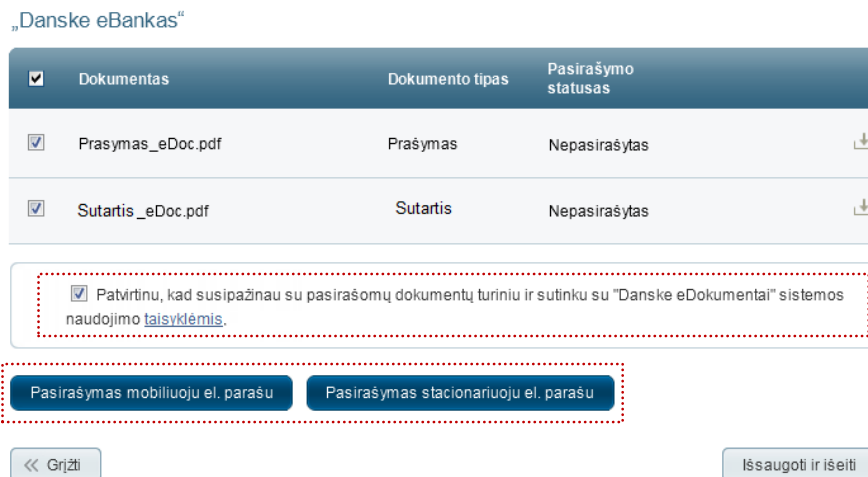 „Danske eBankas“
Dokumentas Dokumento tipas Pasirašymo statusas
Prasymas_eDoc.pdf Prašymas Nepasirašytas
Sutartis_eDoc.pdf Sutartis Nepasirašytas
Patvirtinu, kad susipažinau su pasirašomų dokumentų turiniu ir sutinku su "Danske eDokumentai" sistemos
naudojimo taisyklėmis.
Pasirašymas mobiliuoju el. parašu Pasirašymas stacionariuoju el. parašu
<< Grįžti Išsaugoti ir išeiti